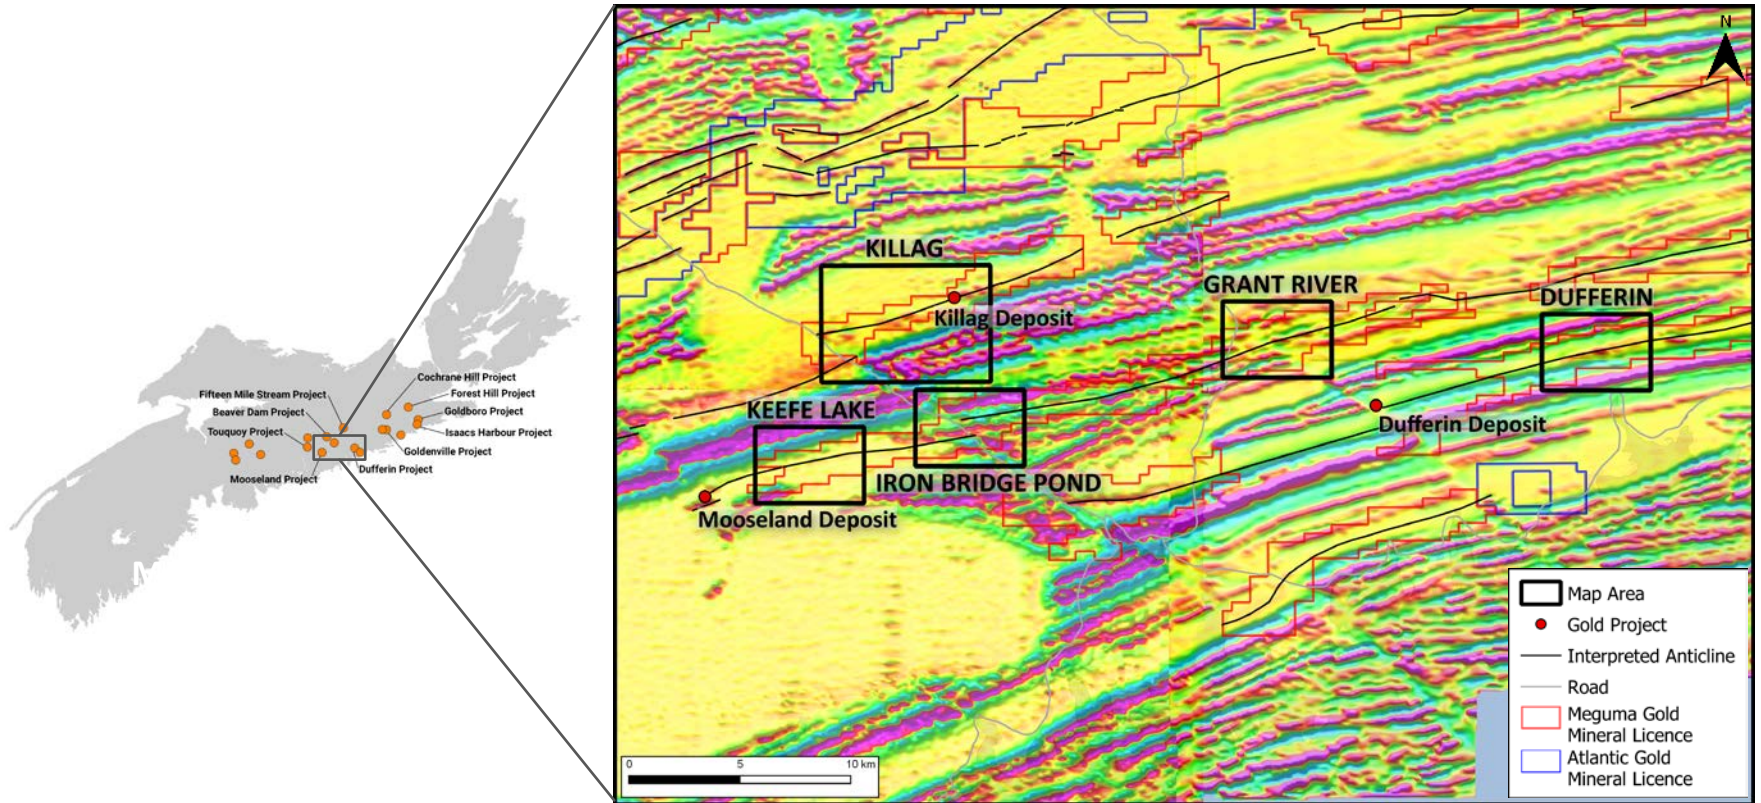 Cochrane Hill Project
Fifteen Mile Stream Project
Forest Hill Project
Beaver Dam Project
Goldboro Project
Touquoy Project
Isaacs Harbour Project
Goldenville Project
Dufferin Project
Mooseland Project
M
N
KILLAG
Killag Deposit
GRANT RIVER
DUFFERIN
KEEFE LAKE
Dufferin Deposit
IRON BRIDGE POND
Mooseland Deposit
Map Area
Gold Project
Interpreted Anticline
Road
Meguma Gold
Mineral Licence
Atlantic Gold
Mineral Licence
0 5 10 km